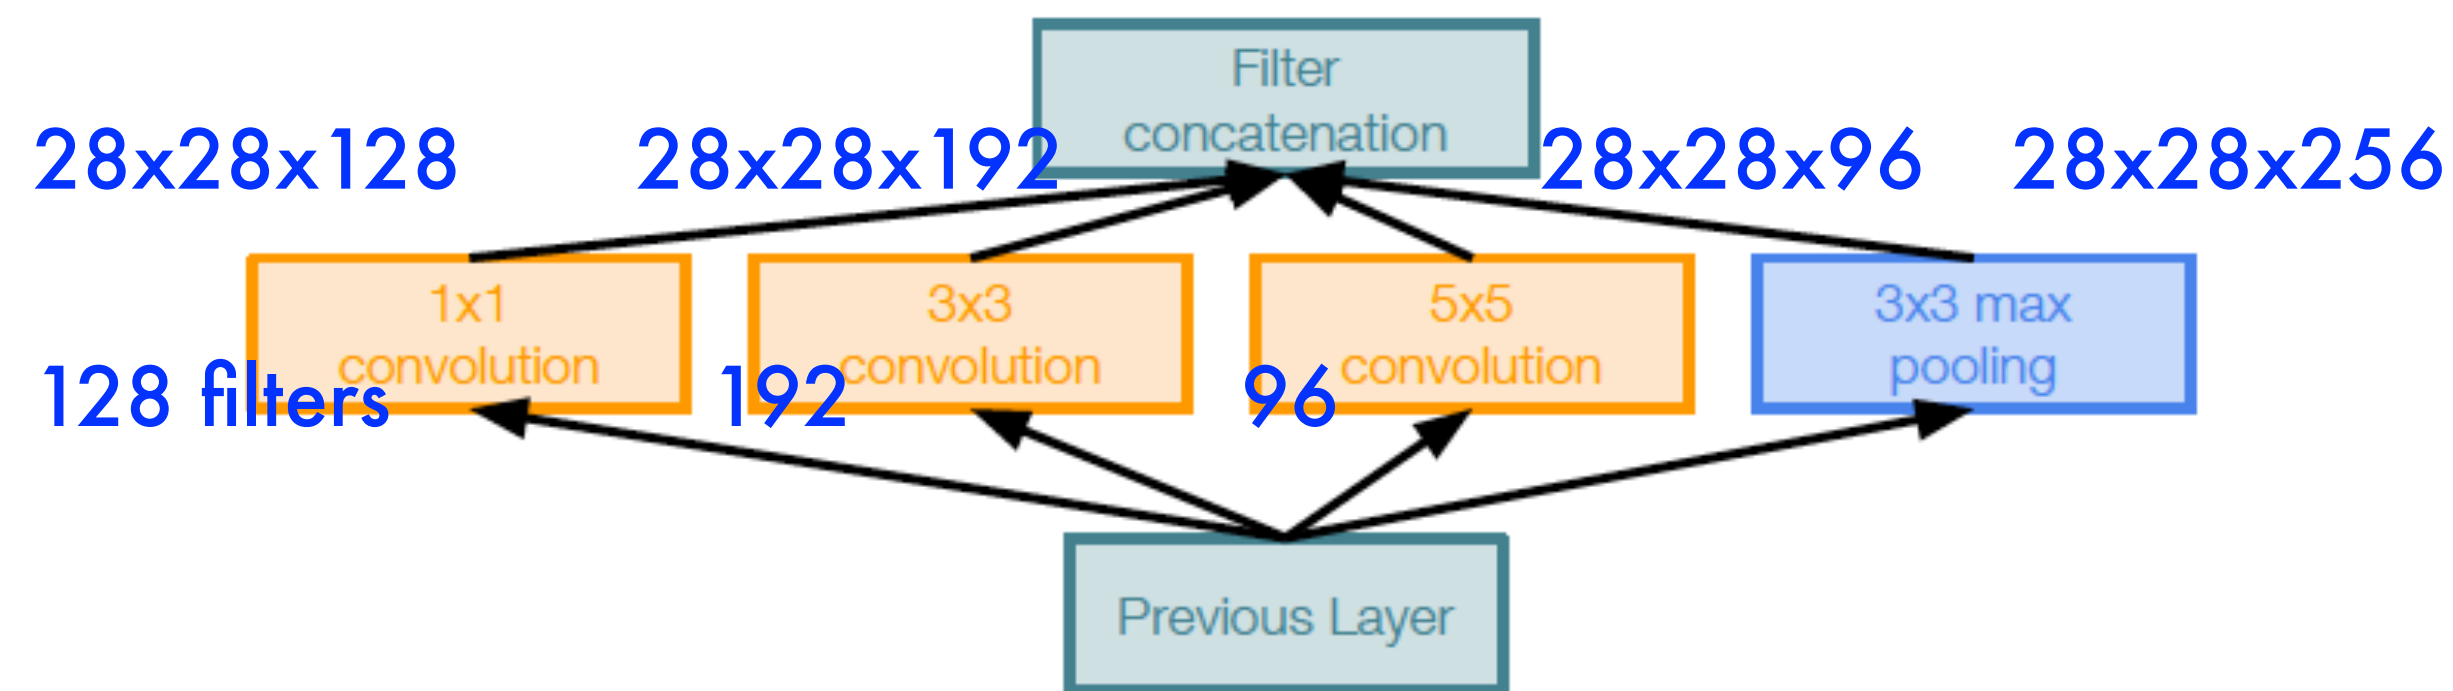 Filter
concatenation
28x28x128
28x28x192
28x28x96
28x28x256
1x1
convolution
3x3
convolution
5x5
convolution
3x3 max
pooling
128 filters
192
96
Previous Layer